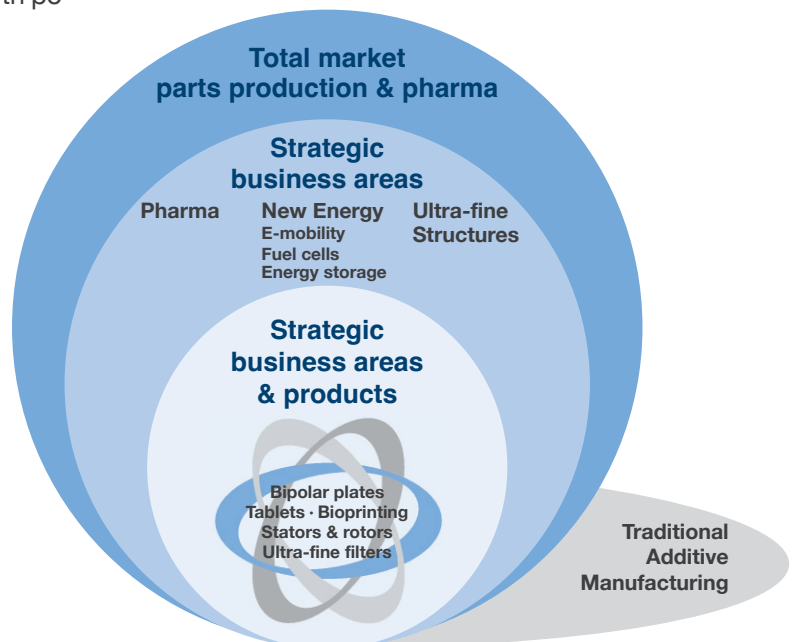 Total market
parts production & pharma
Strategic
business areas
Pharma
New Energy
E-mobility
Fuel cells
Energy storage
Ultra-fine
Structures
Strategic
business areas
& products
Bipolar plates
Tablets · Bioprinting
Stators & rotors
Ultra-fine filters
Traditional
Additive
Manufacturing